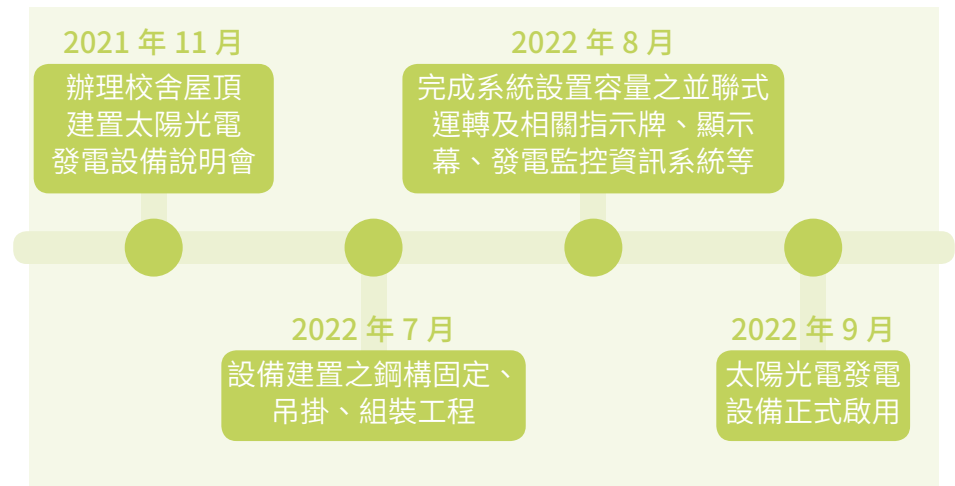 2021 年 11 月
辦理校舍屋頂
建置太陽光電
發電設備說明會
2022 年 7 月
設備建置之鋼構固定、
吊掛、組裝工程
2022 年 8 月
完成系統設置容量之並聯式
運轉及相關指示牌、顯示
幕、發電監控資訊系統等
2022 年 9 月
太陽光電發電
設備正式啟用